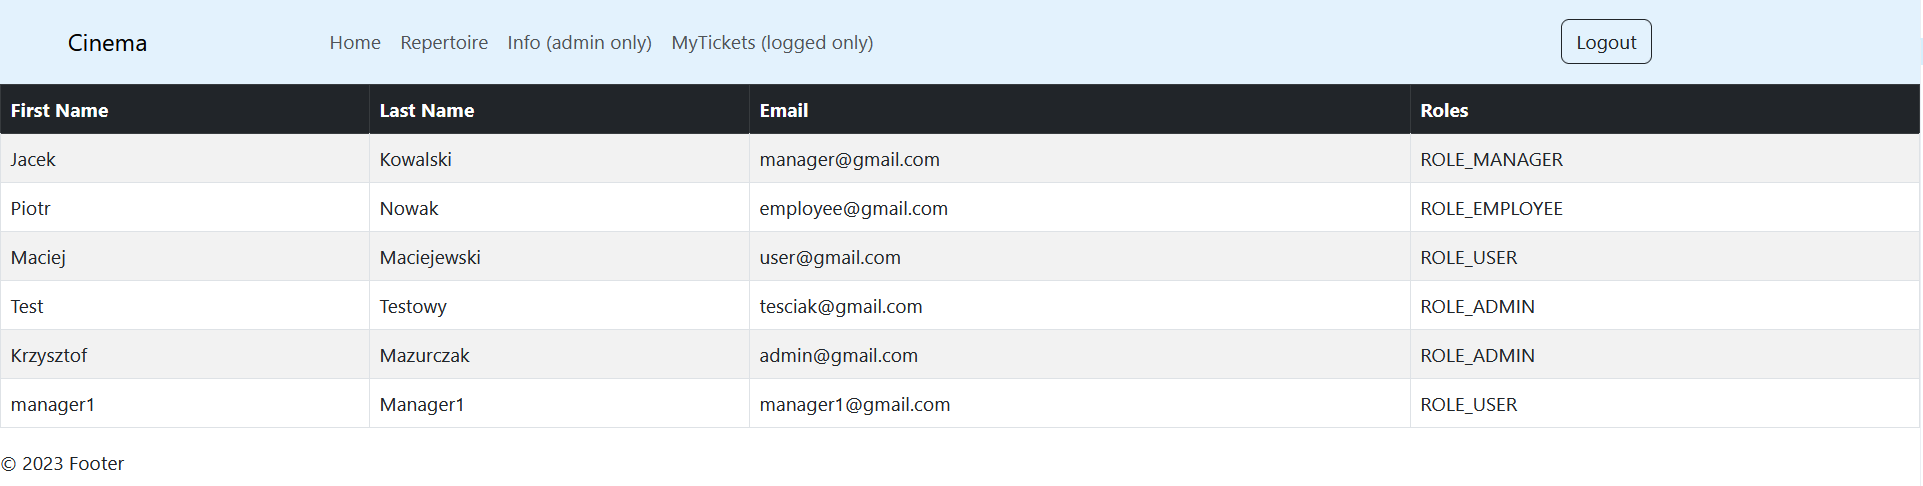 Cinema Home Repertoire Info (admin only) MyTickets (logged only) Logout
First Name Last Name Email Roles
Jacek Kowalski manager@gmail.com ROLE_MANAGER
Piotr Nowak employee@gmail.com ROLE_EMPLOYEE
Maciej Maciejewski user@gmail.com ROLE_USER
Test Testowy tesciak@gmail.com ROLE_ADMIN
Krzysztof Mazurczak admin@gmail.com ROLE_ADMIN
manager1 Manager1 manager1@gmail.com ROLE_USER
© 2023 Footer